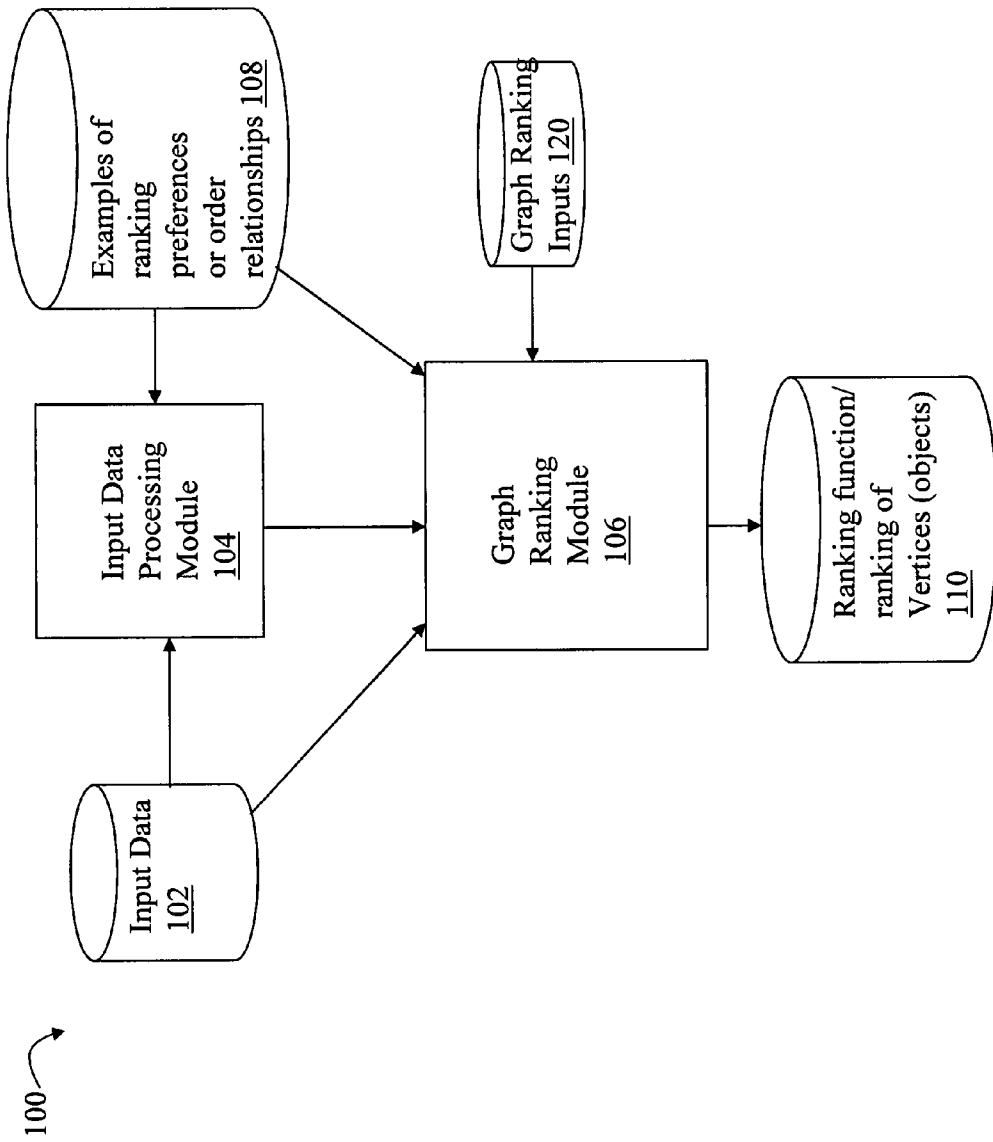 100
Input Data
102
Input Data
Processing
Module
104
Examples of
ranking
preferences
or order
relationships 108
Graph
Ranking
Module
106
Graph Ranking
Inputs 120
Ranking function/
ranking of
Vertices (objects)
110